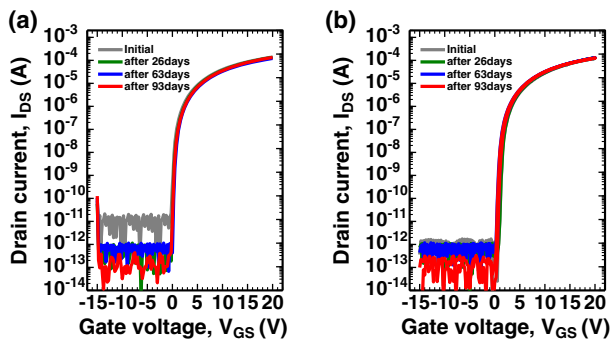 (a)
Drain current, I_DS (A)
10^-3
10^-4
10^-5
10^-6
10^-7
10^-8
10^-9
10^-10
10^-11
10^-12
10^-13
10^-14
Initial
after 26days
after 63days
after 93days
-15 -10 -5 0 5 10 15 20
Gate voltage, V_GS (V)
(b)
Drain current, I_DS (A)
10^-3
10^-4
10^-5
10^-6
10^-7
10^-8
10^-9
10^-10
10^-11
10^-12
10^-13
10^-14
Initial
after 26days
after 63days
after 93days
-15 -10 -5 0 5 10 15 20
Gate voltage, V_GS (V)